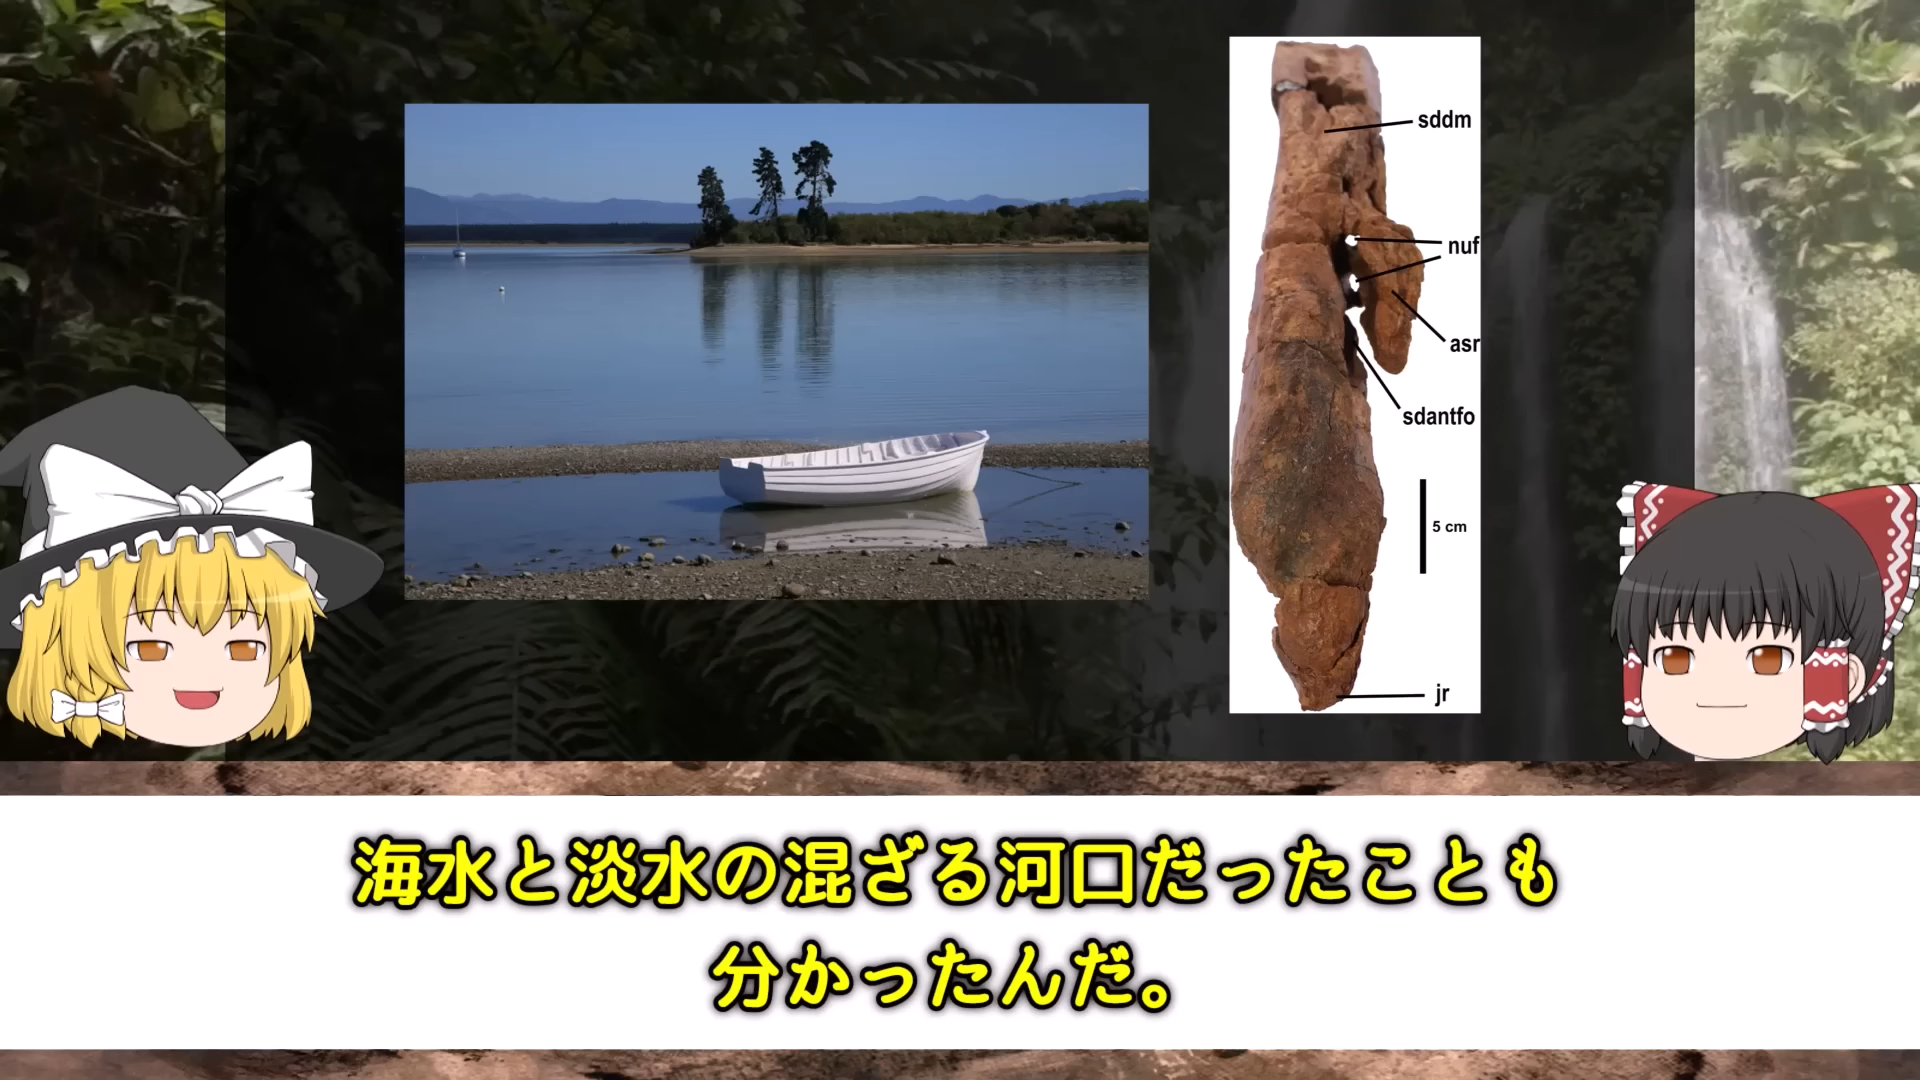 sddm
nuf
asr
sdantfo
5 cm
jr
海水と淡水の混ざる河口だったことも
分かったんだ。